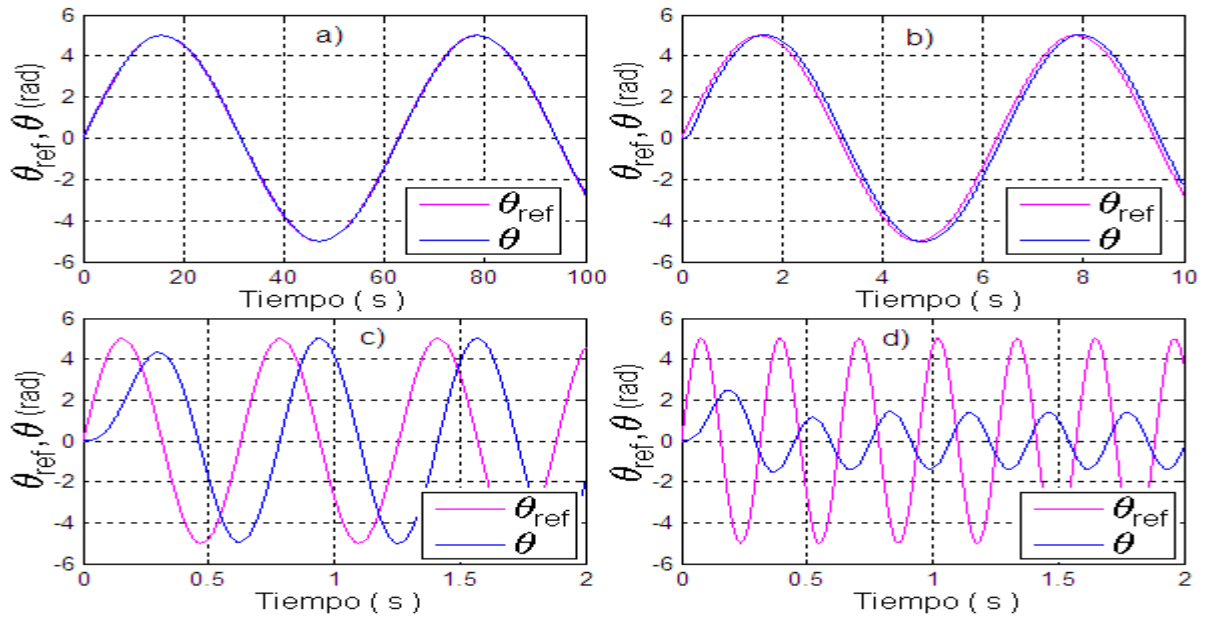 a)
6
4
2
0
-2
-4
-6
θref, θ (rad)
0 20 40 60 80 100
Tiempo ( s )
θref
θ
b)
6
4
2
0
-2
-4
-6
θref, θ (rad)
0 2 4 6 8 10
Tiempo ( s )
θref
θ
c)
6
4
2
0
-2
-4
-6
θref, θ (rad)
0 0.5 1 1.5 2
Tiempo ( s )
θref
θ
d)
6
4
2
0
-2
-4
-6
θref, θ (rad)
0 0.5 1 1.5 2
Tiempo ( s )
θref
θ